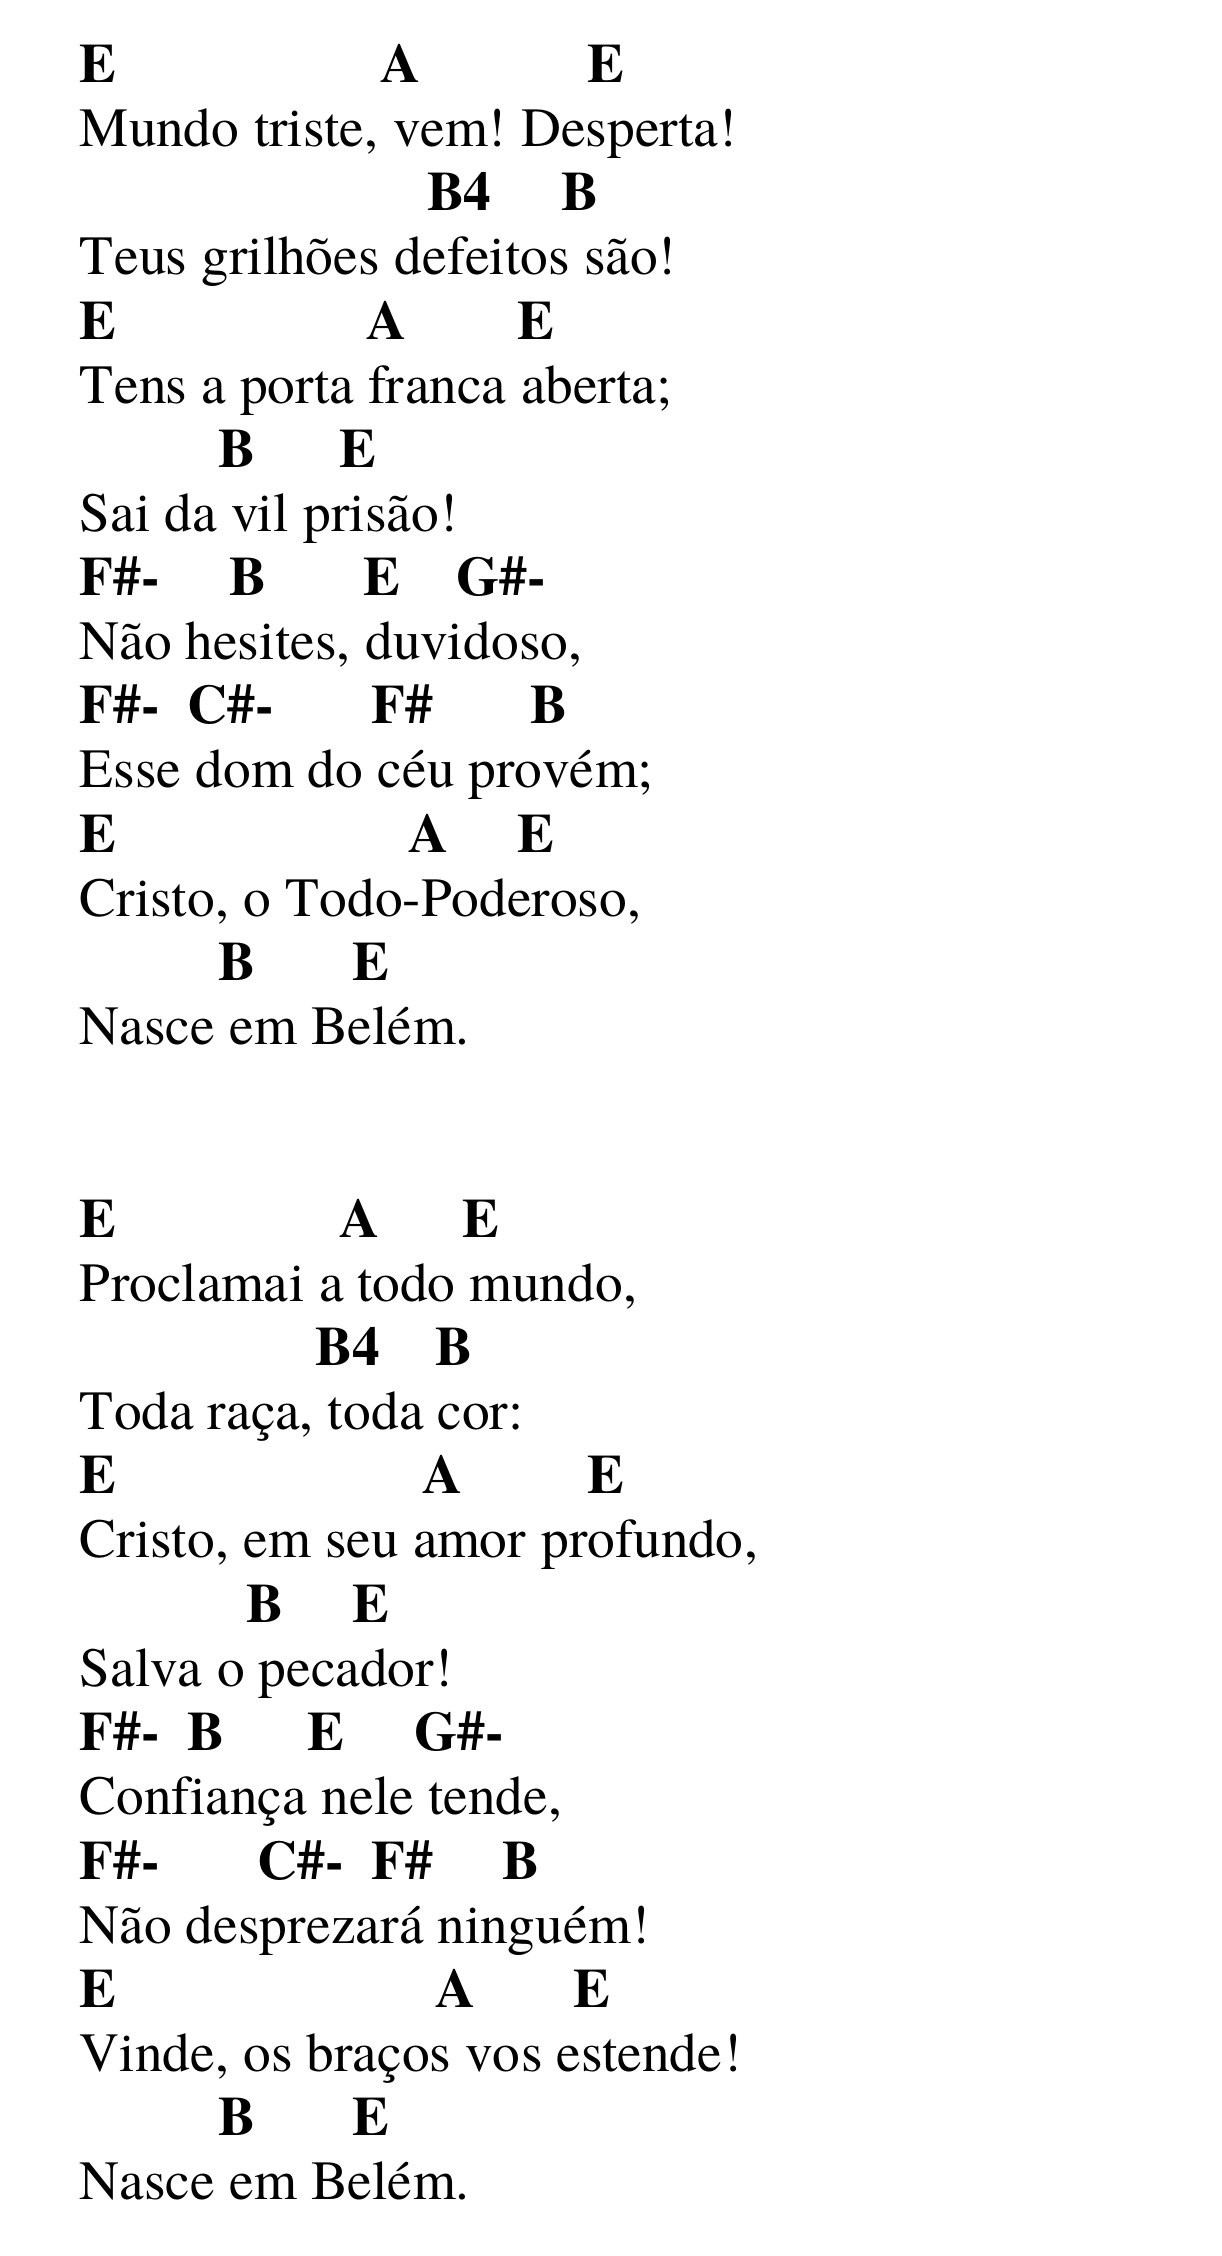 E A E
Mundo triste, vem! Desperta!
B4 B
Teus grilhões defeitos são!
E A E
Tens a porta franca aberta;
B E
Sai da vil prisão!
F#- B E G#-
Não hesites, duvidoso,
F#- C#- F# B
Esse dom do céu provém;
E A E
Cristo, o Todo-Poderoso,
B E
Nasce em Belém.
E A E
Proclamai a todo mundo,
B4 B
Toda raça, toda cor:
E A E
Cristo, em seu amor profundo,
B E
Salva o pecador!
F#- B E G#-
Confiança nele tende,
F#- C#- F# B
Não desprezará ninguém!
E A E
Vinde, os braços vos estende!
B E
Nasce em Belém.